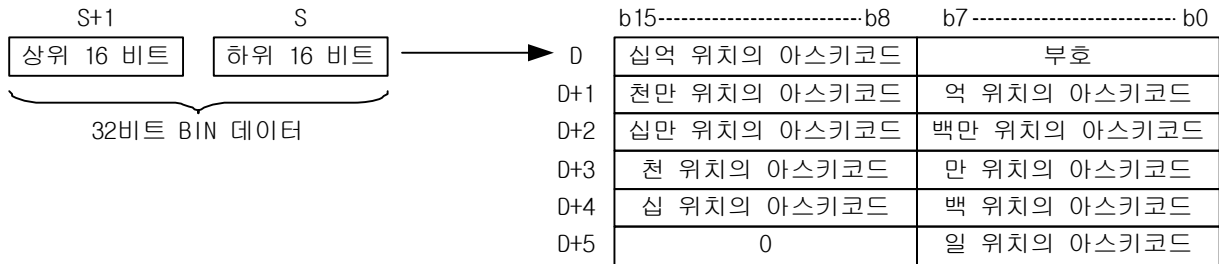 S+1 S b15 b8 b7 b0
상위 16 비트 하위 16 비트 D 십억 위치의 아스키코드 부호
D+1 천만 위치의 아스키코드 억 위치의 아스키코드
32비트 BIN 데이터 D+2 십만 위치의 아스키코드 백만 위치의 아스키코드
D+3 천 위치의 아스키코드 만 위치의 아스키코드
D+4 십 위치의 아스키코드 백 위치의 아스키코드
D+5 0 일 위치의 아스키코드